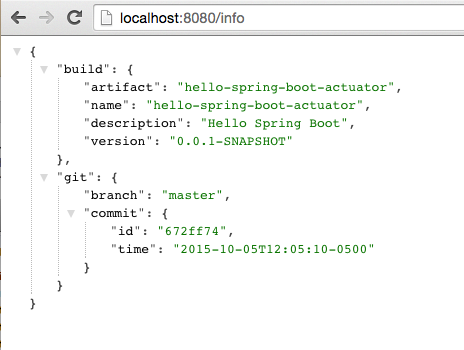 localhost:8080/info
{
"build": {
"artifact": "hello-spring-boot-actuator",
"name": "hello-spring-boot-actuator",
"description": "Hello Spring Boot",
"version": "0.0.1-SNAPSHOT"
},
"git": {
"branch": "master",
"commit": {
"id": "672ff74",
"time": "2015-10-05T12:05:10-0500"
}
}
}